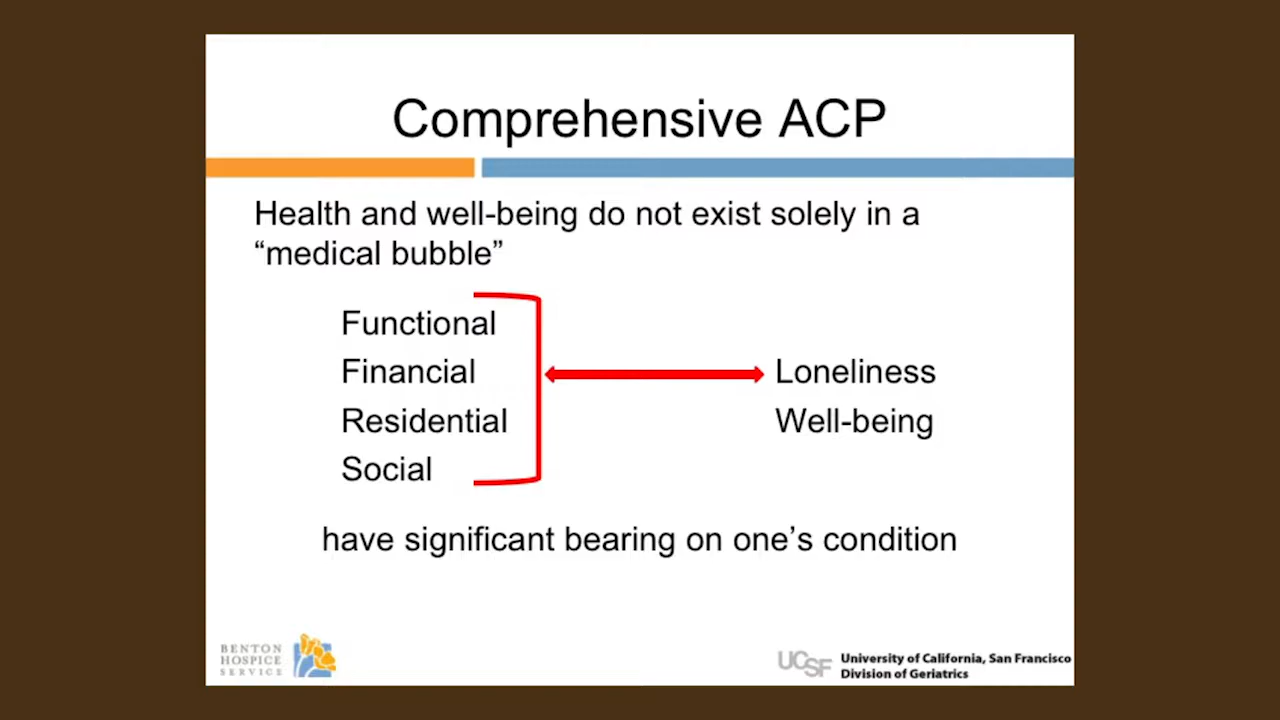 Comprehensive ACP
Health and well-being do not exist solely in a
“medical bubble”
Functional
Financial
Residential
Social
Loneliness
Well-being
have significant bearing on one’s condition
BENTON
HOSPICE
SERVICE
UCSF
University of California, San Francisco
Division of Geriatrics